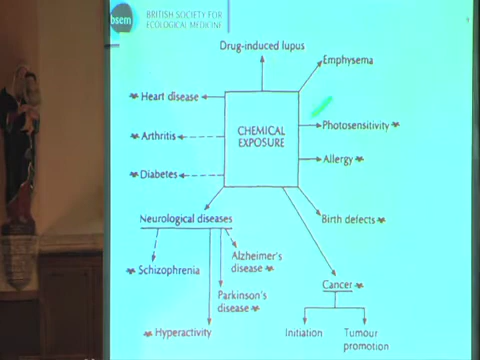 bsem
BRITISH SOCIETY FOR
ECOLOGICAL MEDICINE
Drug-induced lupus
Emphysema
Heart disease
Arthritis
Diabetes
CHEMICAL
EXPOSURE
Photosensitivity
Allergy
Birth defects
Neurological diseases
Schizophrenia
Alzheimer's
disease
Parkinson's
disease
Hyperactivity
Cancer
Initiation
Tumour
promotion